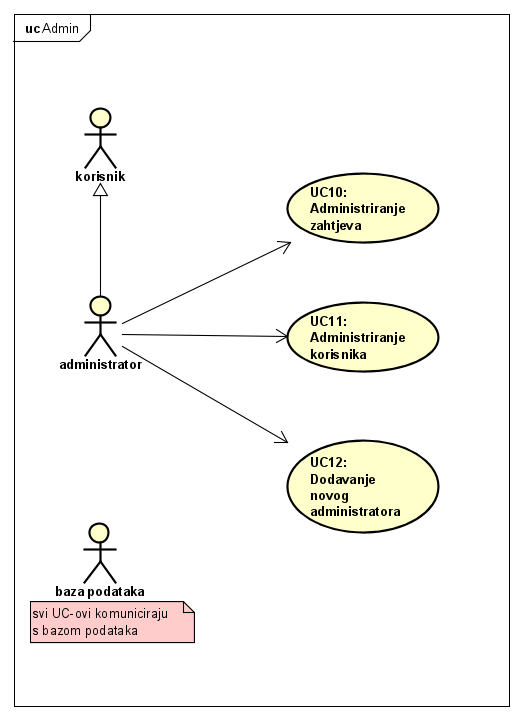 uc Admin
korisnik
UC10:
Administriranje
zahtjeva
administrator
UC11:
Administriranje
korisnika
UC12:
Dodavanje
novog
administratora
baza podataka
svi UC-ovi komuniciraju
s bazom podataka